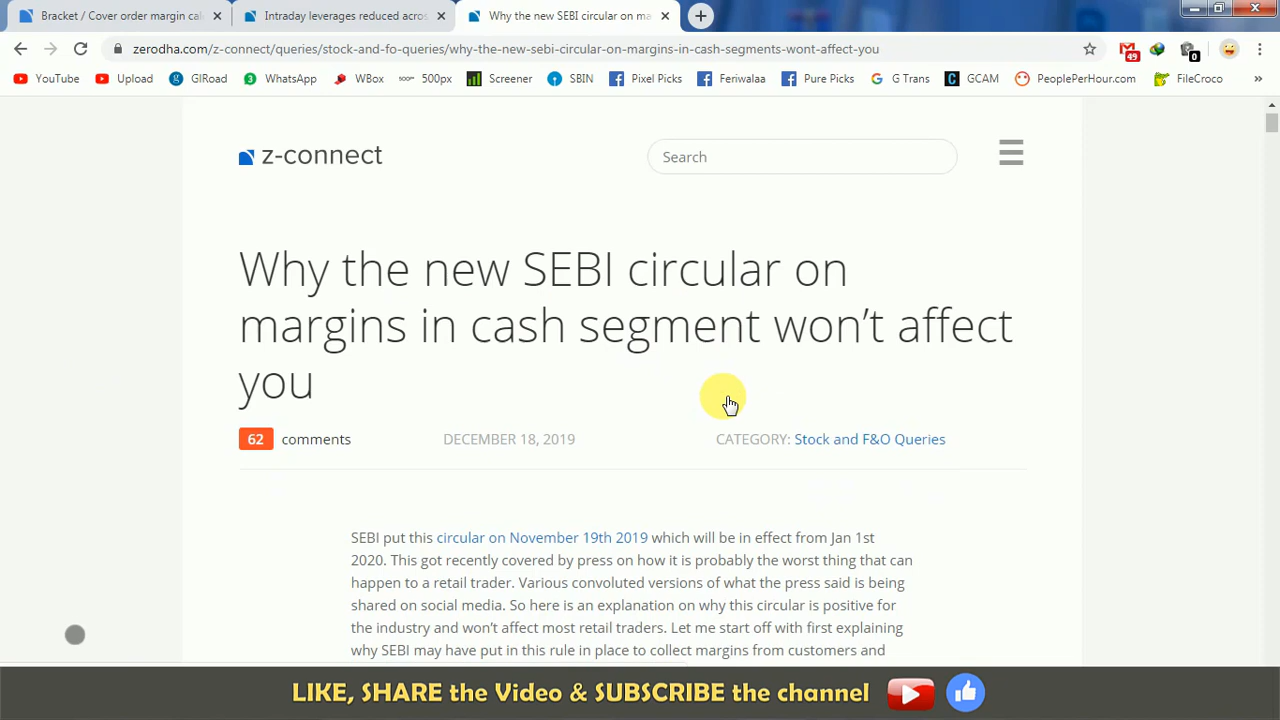 Bracket / Cover order margin cal
Intraday leverages reduced acros
Why the new SEBI circular on ma
zerodha.com/z-connect/queries/stock-and-fo-queries/why-the-new-sebi-circular-on-margins-in-cash-segments-wont-affect-you
49
0
YouTube
Upload
GIRoad
WhatsApp
WBox
500px
Screener
SBIN
Pixel Picks
Feriwalaa
Pure Picks
G Trans
GCAM
PeoplePerHour.com
FileCroco
z-connect
Search
Why the new SEBI circular on
margins in cash segment won't affect
you
62 comments
DECEMBER 18, 2019
CATEGORY: Stock and F&O Queries
SEBI put this circular on November 19th 2019 which will be in effect from Jan 1st
2020. This got recently covered by press on how it is probably the worst thing that can
happen to a retail trader. Various convoluted versions of what the press said is being
shared on social media. So here is an explanation on why this circular is positive for
the industry and won't affect most retail traders. Let me start off with first explaining
why SEBI may have put in this rule in place to collect margins from customers and
LIKE, SHARE the Video & SUBSCRIBE the channel